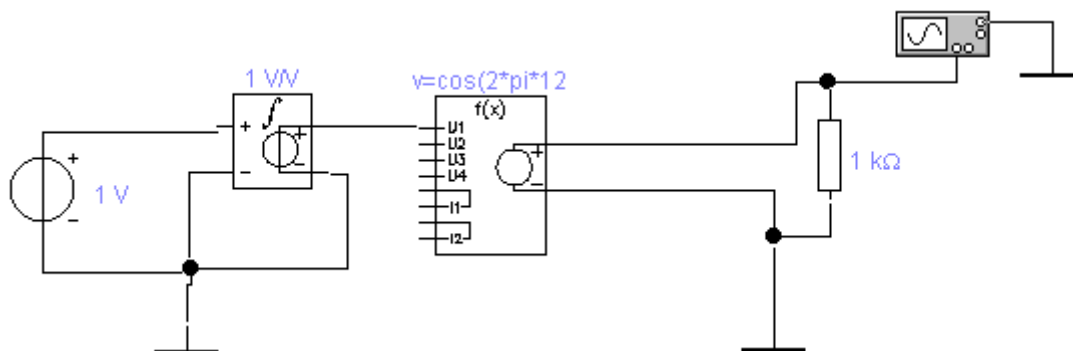 1 V/V
v=cos(2*pi*12
f(x)
U1
U2
U3
U4
I1
I2
+
-
+
-
+
-
1 V
+
-
1 kΩ